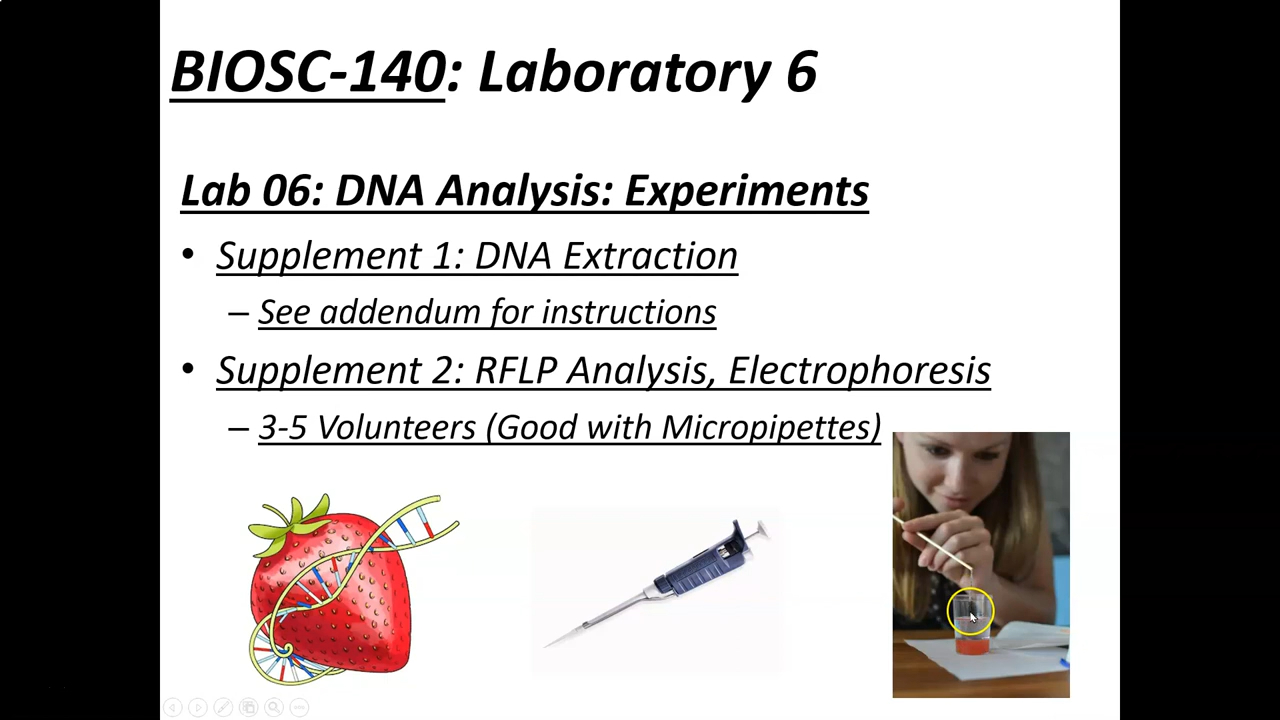 BIOSC-140: Laboratory 6
Lab 06: DNA Analysis: Experiments
• Supplement 1: DNA Extraction
– See addendum for instructions
• Supplement 2: RFLP Analysis, Electrophoresis
– 3-5 Volunteers (Good with Micropipettes)